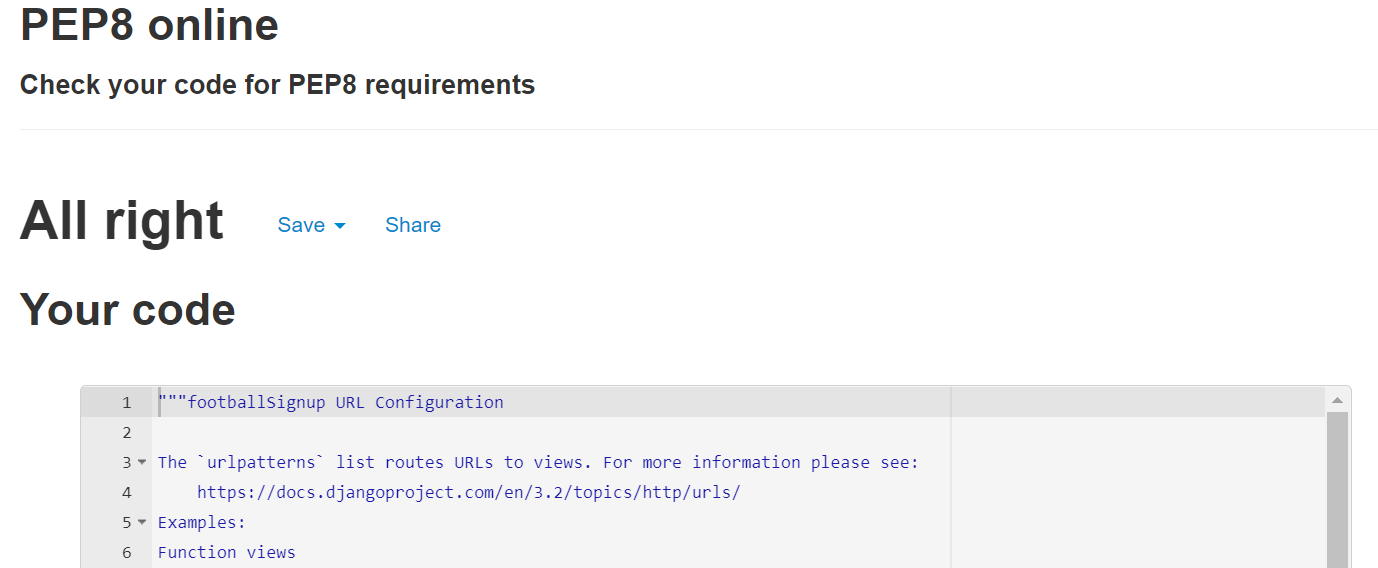 PEP8 online
Check your code for PEP8 requirements
All right Save Share
Your code
1 """footballSignup URL Configuration
2
3 The `urlpatterns` list routes URLs to views. For more information please see:
4 https://docs.djangoproject.com/en/3.2/topics/http/urls/
5 Examples:
6 Function views